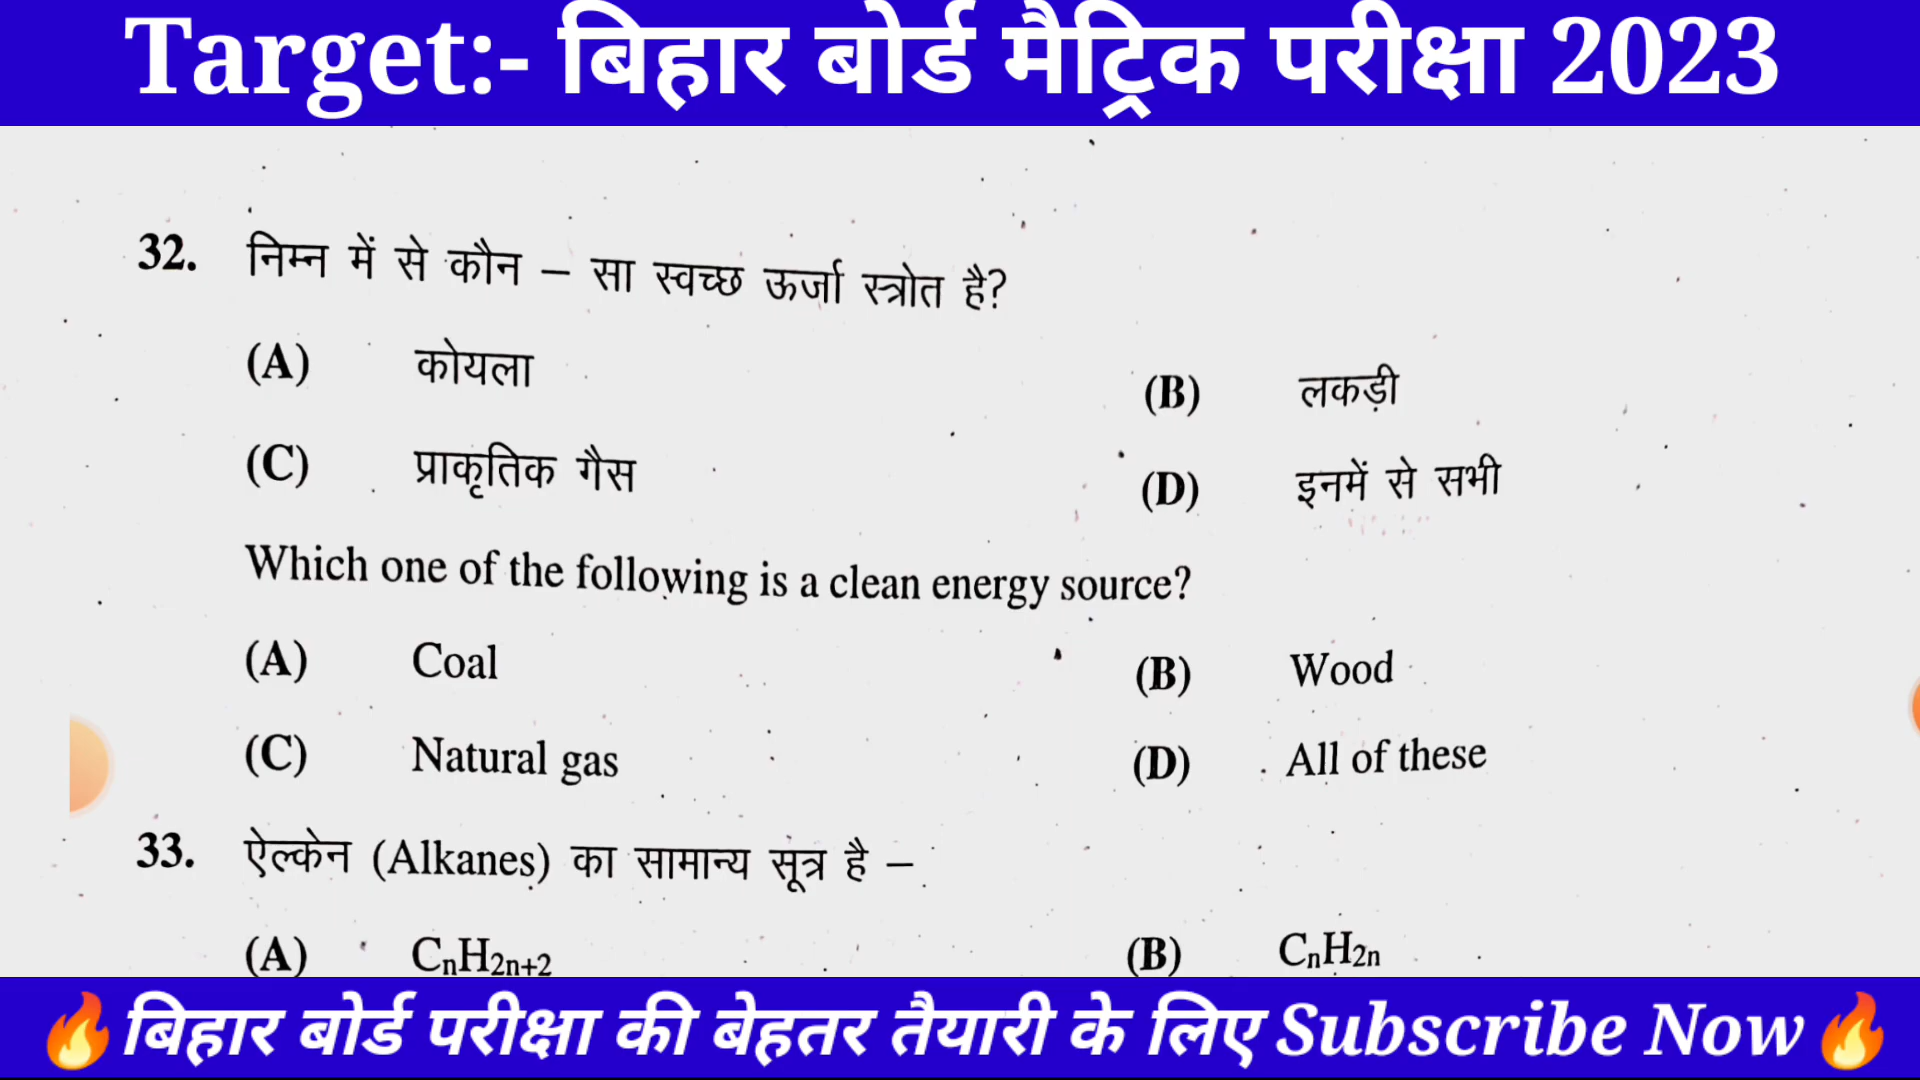 Target:- बिहार बोर्ड मैट्रिक परीक्षा 2023
32. निम्न में से कौन – सा स्वच्छ ऊर्जा स्त्रोत है?
(A) कोयला (B) लकड़ी
(C) प्राकृतिक गैस (D) इनमें से सभी
Which one of the following is a clean energy source?
(A) Coal (B) Wood
(C) Natural gas (D) All of these
33. ऐल्केन (Alkanes) का सामान्य सूत्र है –
(A) CnH2n+2 (B) CnH2n
🔥बिहार बोर्ड परीक्षा की बेहतर तैयारी के लिए Subscribe Now🔥